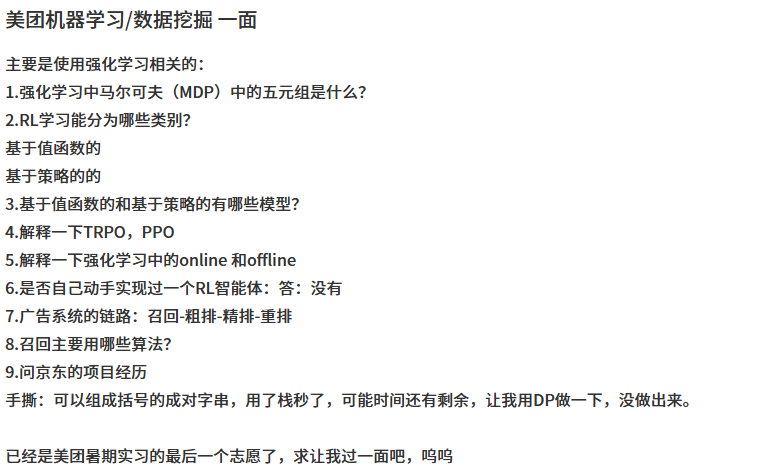 美团机器学习/数据挖掘 一面
主要是使用强化学习相关的：
1.强化学习中马尔可夫（MDP）中的五元组是什么？
2.RL学习能分为哪些类别？
基于值函数的
基于策略的的
3.基于值函数的和基于策略的有哪些模型？
4.解释一下TRPO，PPO
5.解释一下强化学习中的online 和offline
6.是否自己动手实现过一个RL智能体：答：没有
7.广告系统的链路：召回-粗排-精排-重排
8.召回主要用哪些算法？
9.问京东的项目经历
手撕：可以组成括号的成对字串，用了栈秒了，可能时间还有剩余，让我用DP做一下，没做出来。
已经是美团暑期实习的最后一个志愿了，求让我过一面吧，呜呜